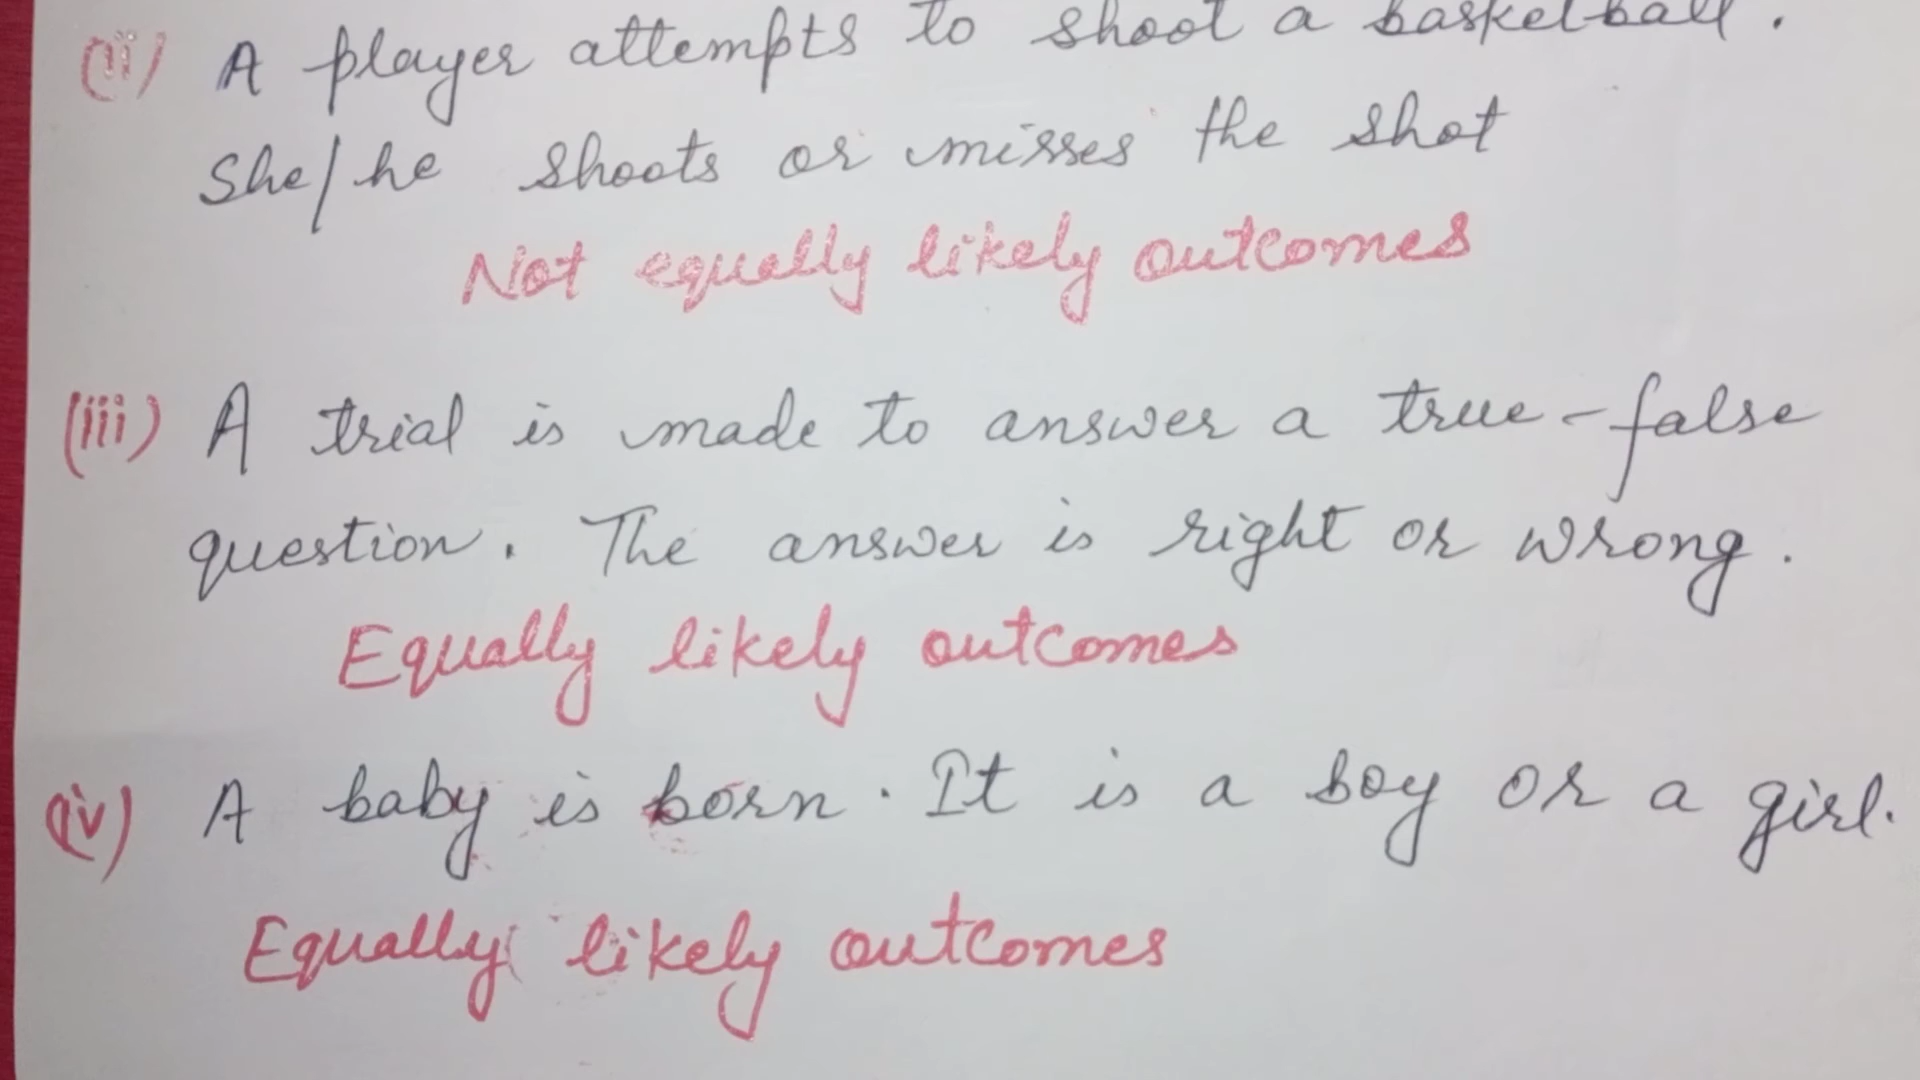 (ii) A player attempts to shoot a basketball.
She/he shoots or misses the shot
Not equally likely outcomes
(iii) A trial is made to answer a true-false
question. The answer is right or wrong.
Equally likely outcomes
(iv) A baby is born. It is a boy or a girl.
Equally likely outcomes